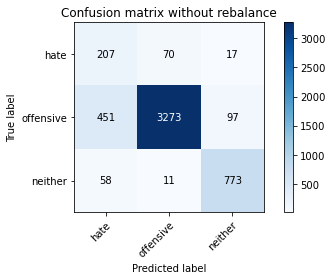 Confusion matrix without rebalance
hate 207 70 17
offensive 451 3273 97
neither 58 11 773
hate offensive neither
True label
Predicted label
3000
2500
2000
1500
1000
500